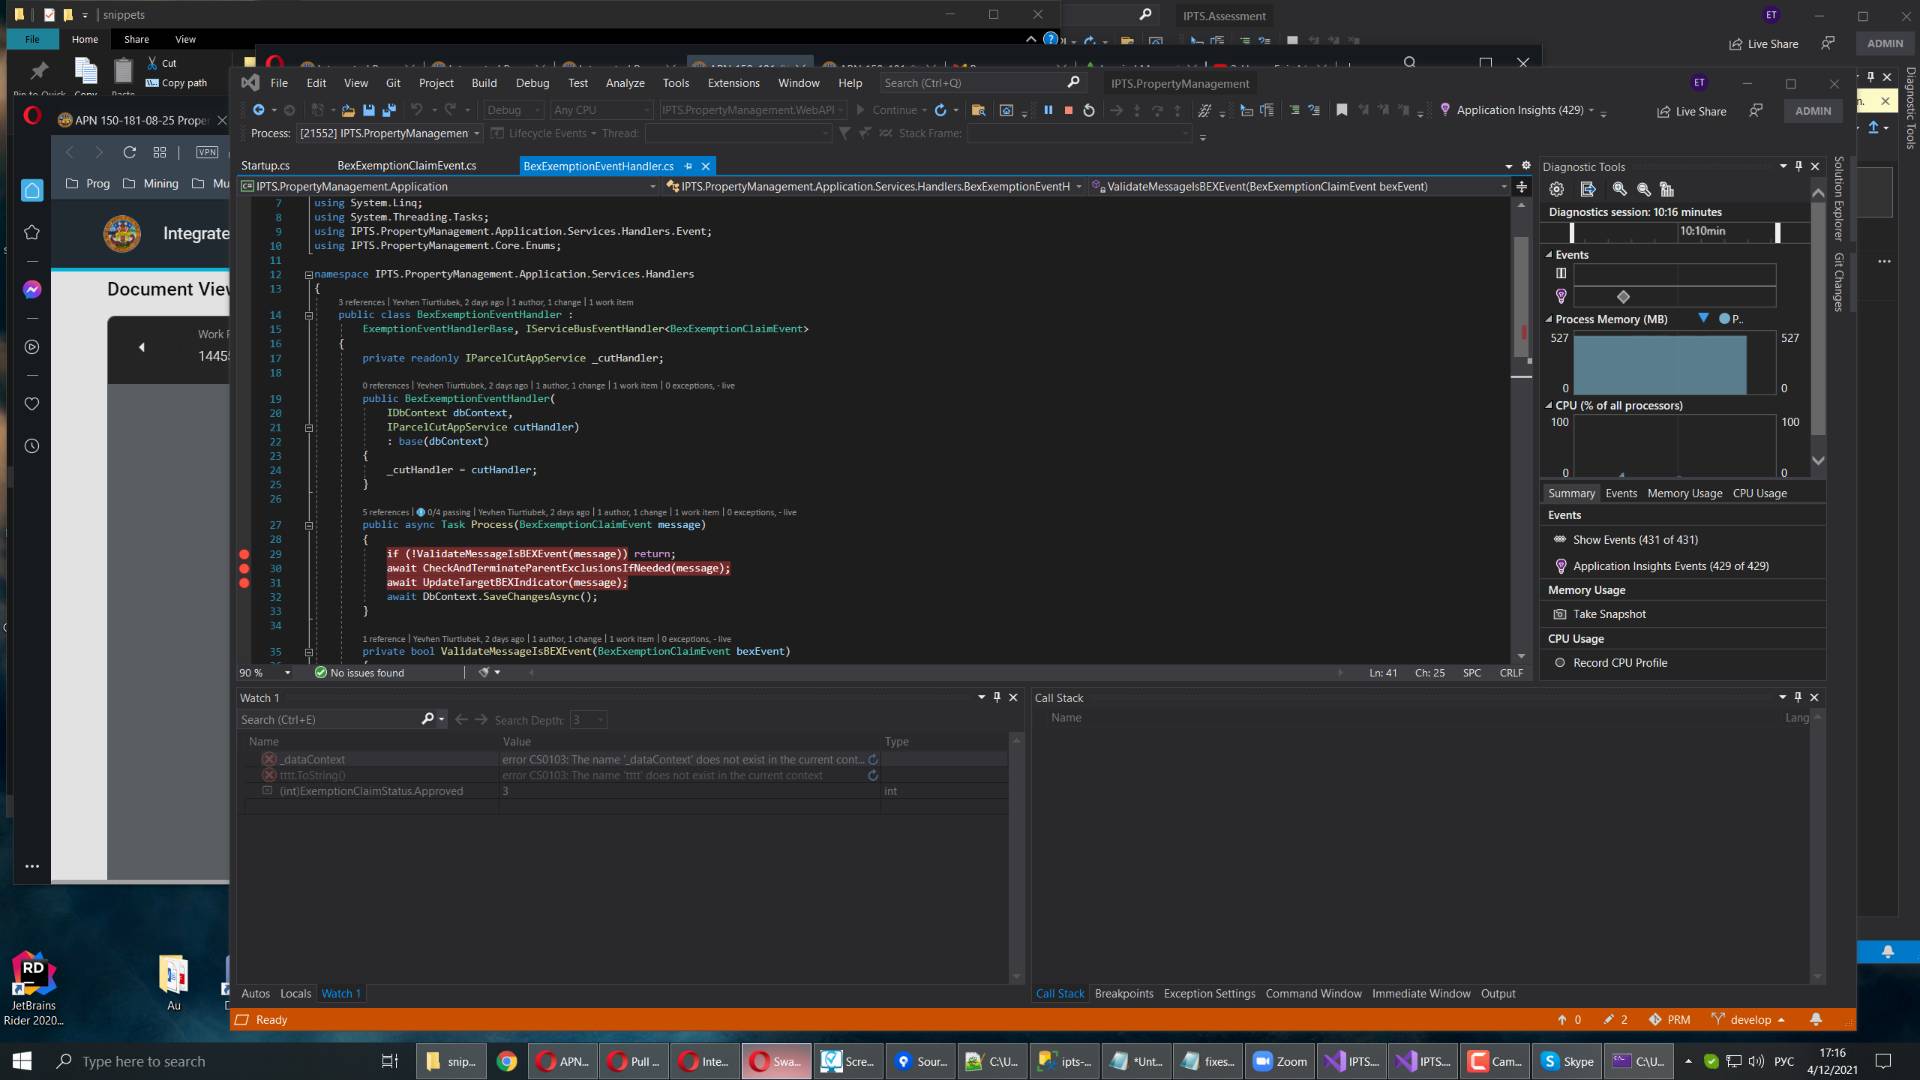 snippets
IPTS.Assessment
ET
File
Home
Share
View
Live Share
ADMIN
Cut
Copy path
File
Edit
View
Git
Project
Build
Debug
Test
Analyze
Tools
Extensions
Window
Help
Search (Ctrl+Q)
IPTS.PropertyManagement
ET
Debug
Any CPU
IPTS.PropertyManagement.WebAPI
Continue
Application Insights (429)
Live Share
ADMIN
APN 150-181-08-25 Proper
Process:
[21552] IPTS.PropertyManagemen
Lifecycle Events
Thread:
Stack Frame:
VPN
Startup.cs
BexExemptionClaimEvent.cs
BexExemptionEventHandler.cs
Diagnostic Tools
Prog
Mining
Mu
IPTS.PropertyManagement.Application
IPTS.PropertyManagement.Application.Services.Handlers.BexExemptionEventH
ValidateMessageIsBEXEvent(BexExemptionClaimEvent bexEvent)
Integrate
Document Viev
Work F
1445
7 using System.Linq;
8 using System.Threading.Tasks;
9 using IPTS.PropertyManagement.Application.Services.Handlers.Event;
10 using IPTS.PropertyManagement.Core.Enums;
11
12 namespace IPTS.PropertyManagement.Application.Services.Handlers
13 {
3 references | Yevhen Tiurtiubek, 2 days ago | 1 author, 1 change | 1 work item
14 public class BexExemptionEventHandler :
15 ExemptionEventHandlerBase, IServiceBusEventHandler<BexExemptionClaimEvent>
16 {
17 private readonly IParcelCutAppService _cutHandler;
18
0 references | Yevhen Tiurtiubek, 2 days ago | 1 author, 1 change | 1 work item | 0 exceptions, - live
19 public BexExemptionEventHandler(
20 IDbContext dbContext,
21 IParcelCutAppService cutHandler)
22 : base(dbContext)
23 {
24 _cutHandler = cutHandler;
25 }
26
5 references | 0/4 passing | Yevhen Tiurtiubek, 2 days ago | 1 author, 1 change | 1 work item | 0 exceptions, - live
27 public async Task Process(BexExemptionClaimEvent message)
28 {
29 if (!ValidateMessageIsBEXEvent(message)) return;
30 await CheckAndTerminateParentExclusionsIfNeeded(message);
31 await UpdateTargetBEXIndicator(message);
32 await DbContext.SaveChangesAsync();
33 }
34
1 reference | Yevhen Tiurtiubek, 2 days ago | 1 author, 1 change | 1 work item | 0 exceptions, - live
35 private bool ValidateMessageIsBEXEvent(BexExemptionClaimEvent bexEvent)
90 %
No issues found
Ln: 41
Ch: 25
SPC
CRLF
Diagnostics session: 10:16 minutes
10:10min
Events
Process Memory (MB)
P..
527
527
0
0
CPU (% of all processors)
100
100
0
0
Summary
Events
Memory Usage
CPU Usage
Events
Show Events (431 of 431)
Application Insights Events (429 of 429)
Memory Usage
Take Snapshot
CPU Usage
Record CPU Profile
Diagnostic Tools
Solution Explorer
Git Changes
Watch 1
Search (Ctrl+E)
Search Depth:
3
Name
Value
Type
_dataContext
error CS0103: The name '_dataContext' does not exist in the current cont...
tttt.ToString()
error CS0103: The name 'tttt' does not exist in the current context
(int)ExemptionClaimStatus.Approved
3
int
Call Stack
Name
Lang
Autos
Locals
Watch 1
Call Stack
Breakpoints
Exception Settings
Command Window
Immediate Window
Output
Ready
0
2
PRM
develop
RD
JetBrains
Rider 2020...
Au
Type here to search
snip...
APN...
Pull ...
Inte...
Swa...
Scre...
Sour...
C:\U...
ipts-...
*Unt...
fixes...
Zoom
IPTS....
IPTS....
Cam...
Skype
C:\U...
РУС
17:16
4/12/2021